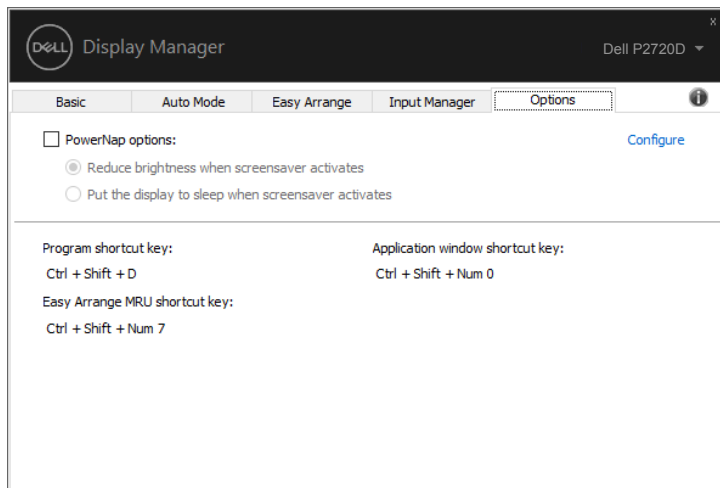 DELL Display Manager
x
Dell P2720D
Basic Auto Mode Easy Arrange Input Manager Options
PowerNap options: Configure
Reduce brightness when screensaver activates
Put the display to sleep when screensaver activates
Program shortcut key: Application window shortcut key:
Ctrl + Shift + D Ctrl + Shift + Num 0
Easy Arrange MRU shortcut key:
Ctrl + Shift + Num 7